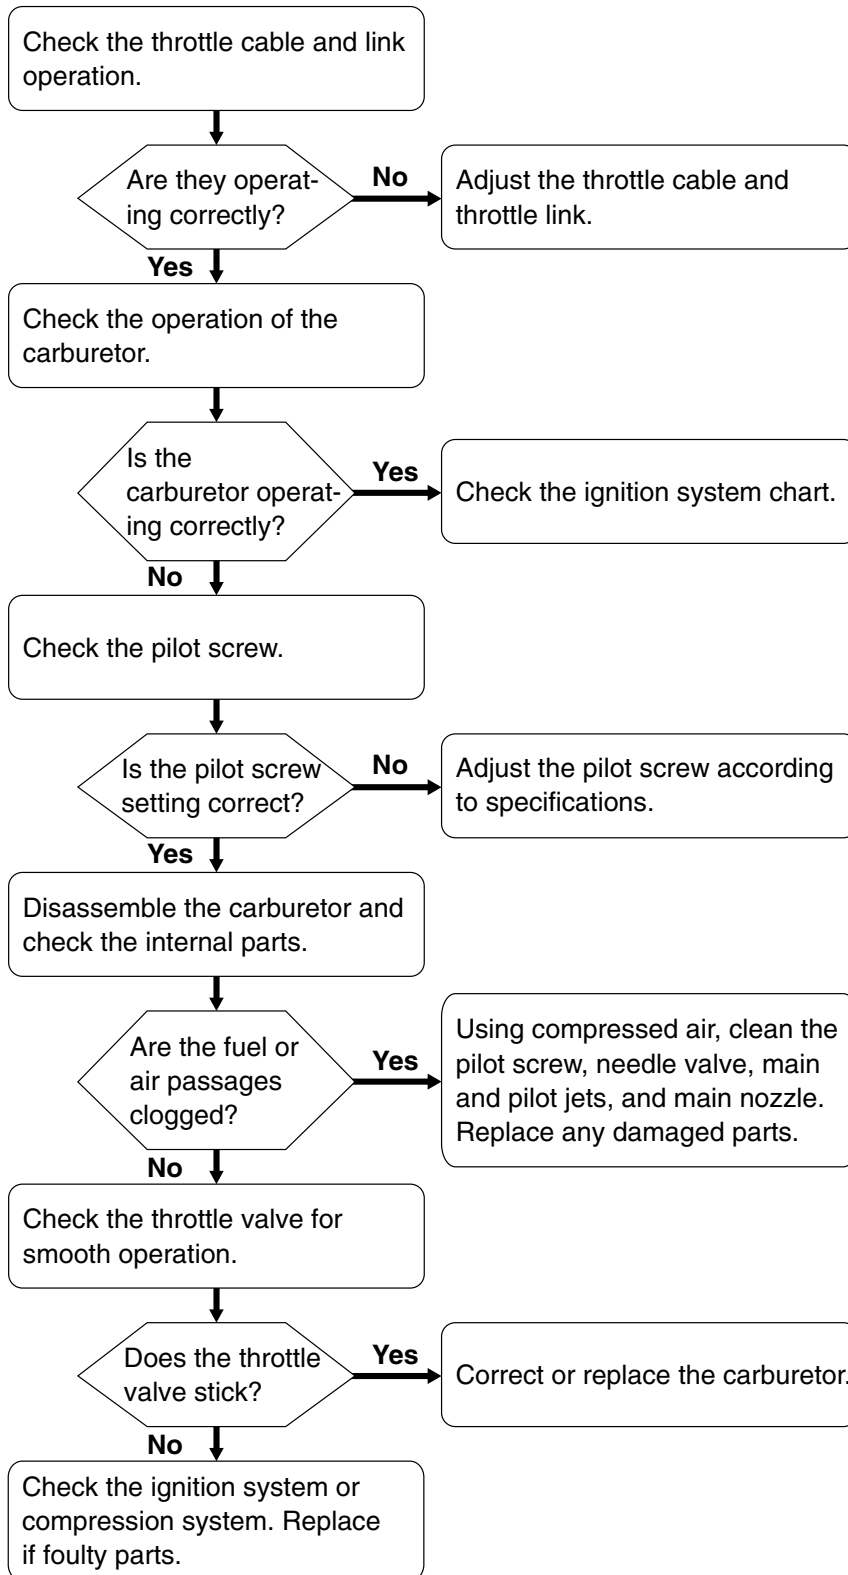 Check the throttle cable and link
operation.
Are they operat-
ing correctly?
No
Adjust the throttle cable and
throttle link.
Yes
Check the operation of the
carburetor.
Is the
carburetor operat-
ing correctly?
Yes
Check the ignition system chart.
No
Check the pilot screw.
Is the pilot screw
setting correct?
No
Adjust the pilot screw according
to specifications.
Yes
Disassemble the carburetor and
check the internal parts.
Are the fuel or
air passages
clogged?
Yes
Using compressed air, clean the
pilot screw, needle valve, main
and pilot jets, and main nozzle.
Replace any damaged parts.
No
Check the throttle valve for
smooth operation.
Does the throttle
valve stick?
Yes
Correct or replace the carburetor.
No
Check the ignition system or
compression system. Replace
if foulty parts.